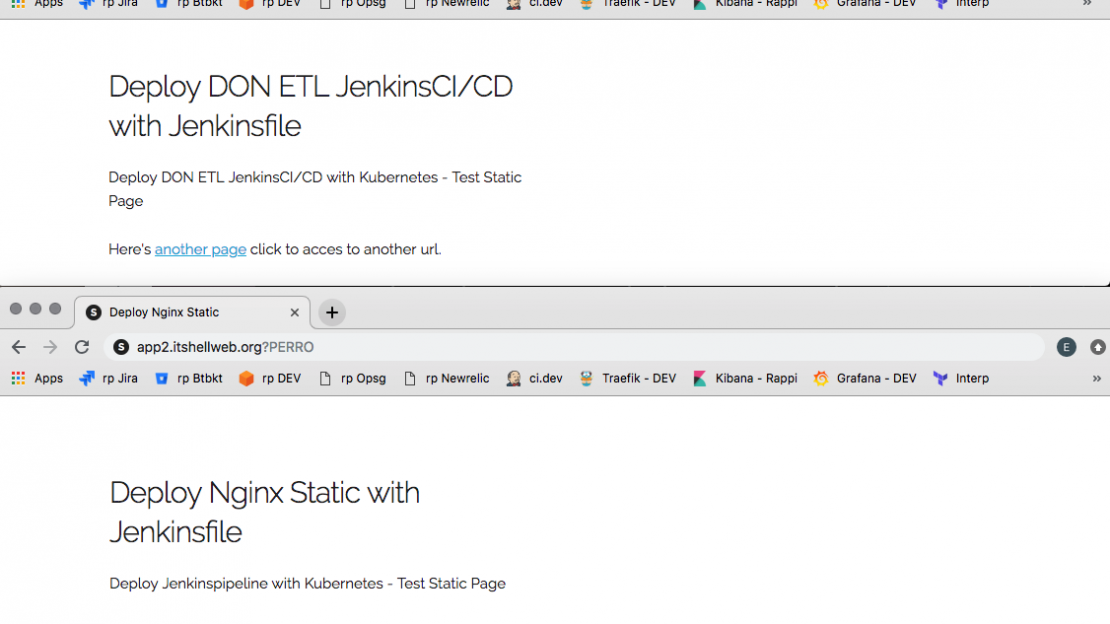 Apps rp Jira rp Btbkt rp DEV rp Opsg rp Newrelic ci.dev Traefik - DEV Kibana - Rappi Grafana - DEV Interp »
Deploy DON ETL JenkinsCI/CD
with Jenkinsfile
Deploy DON ETL JenkinsCI/CD with Kubernetes - Test Static
Page
Here's another page click to acces to another url.
S Deploy Nginx Static
S app2.itshellweb.org?PERRO E
Apps rp Jira rp Btbkt rp DEV rp Opsg rp Newrelic ci.dev Traefik - DEV Kibana - Rappi Grafana - DEV Interp »
Deploy Nginx Static with
Jenkinsfile
Deploy Jenkinspipeline with Kubernetes - Test Static Page